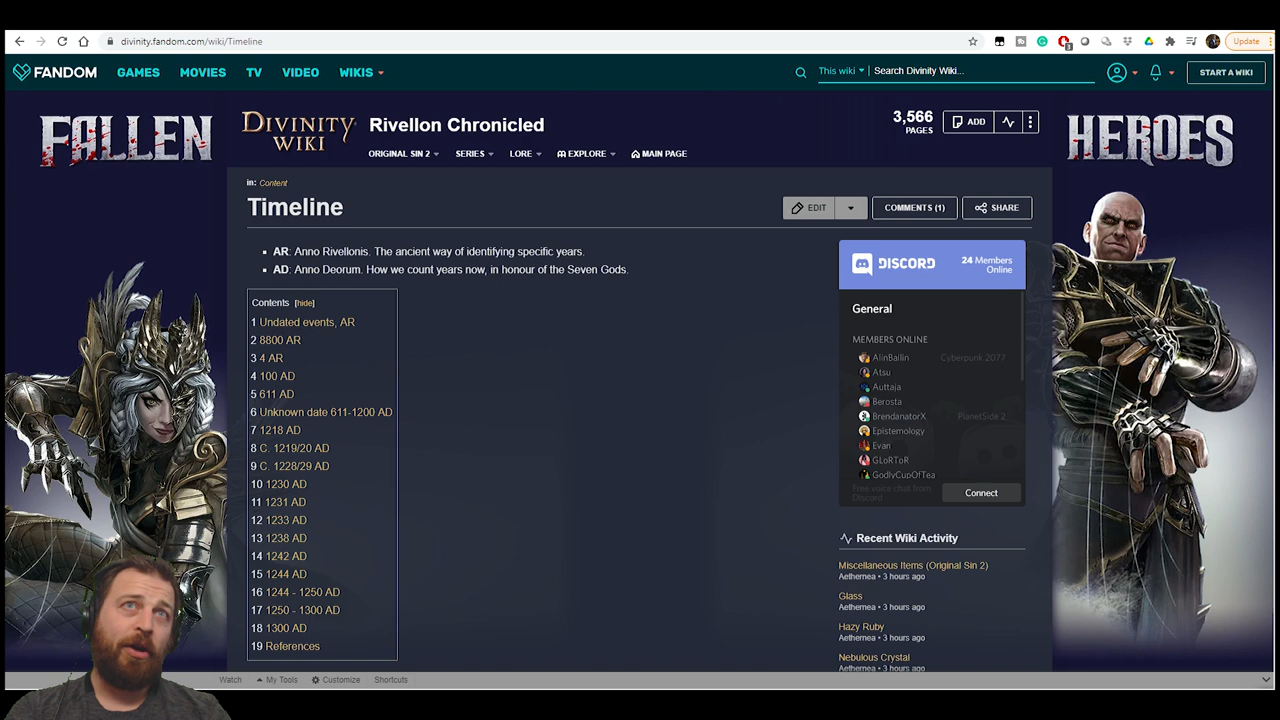 divinity.fandom.com/wiki/Timeline
3
Update
FANDOM
GAMES
MOVIES
TV
VIDEO
WIKIS
This wiki
Search Divinity Wiki...
START A WIKI
FALLEN
DIVINITY
WIKI
Rivellon Chronicled
3,566
PAGES
ADD
HEROES
ORIGINAL SIN 2
SERIES
LORE
EXPLORE
MAIN PAGE
in: Content
Timeline
EDIT
COMMENTS (1)
SHARE
AR: Anno Rivellonis. The ancient way of identifying specific years.
AD: Anno Deorum. How we count years now, in honour of the Seven Gods.
Contents [hide]
1 Undated events, AR
2 8800 AR
3 4 AR
4 100 AD
5 611 AD
6 Unknown date 611-1200 AD
7 1218 AD
8 C. 1219/20 AD
9 C. 1228/29 AD
10 1230 AD
11 1231 AD
12 1233 AD
13 1238 AD
14 1242 AD
15 1244 AD
16 1244 - 1250 AD
17 1250 - 1300 AD
18 1300 AD
19 References
DISCORD
24 Members
Online
General
MEMBERS ONLINE
AlinBallin Cyberpunk 2077
Atsu
Auttaja
Berosta
BrendanatorX PlanetSide 2
Epistemology
Evan
GLoRToR
GodlyCupOfTea
Free voice chat from
Discord
Connect
Recent Wiki Activity
Miscellaneous Items (Original Sin 2)
Aethernea • 3 hours ago
Glass
Aethernea • 3 hours ago
Hazy Ruby
Aethernea • 3 hours ago
Nebulous Crystal
Aethernea • 3 hours ago
Watch
My Tools
Customize
Shortcuts